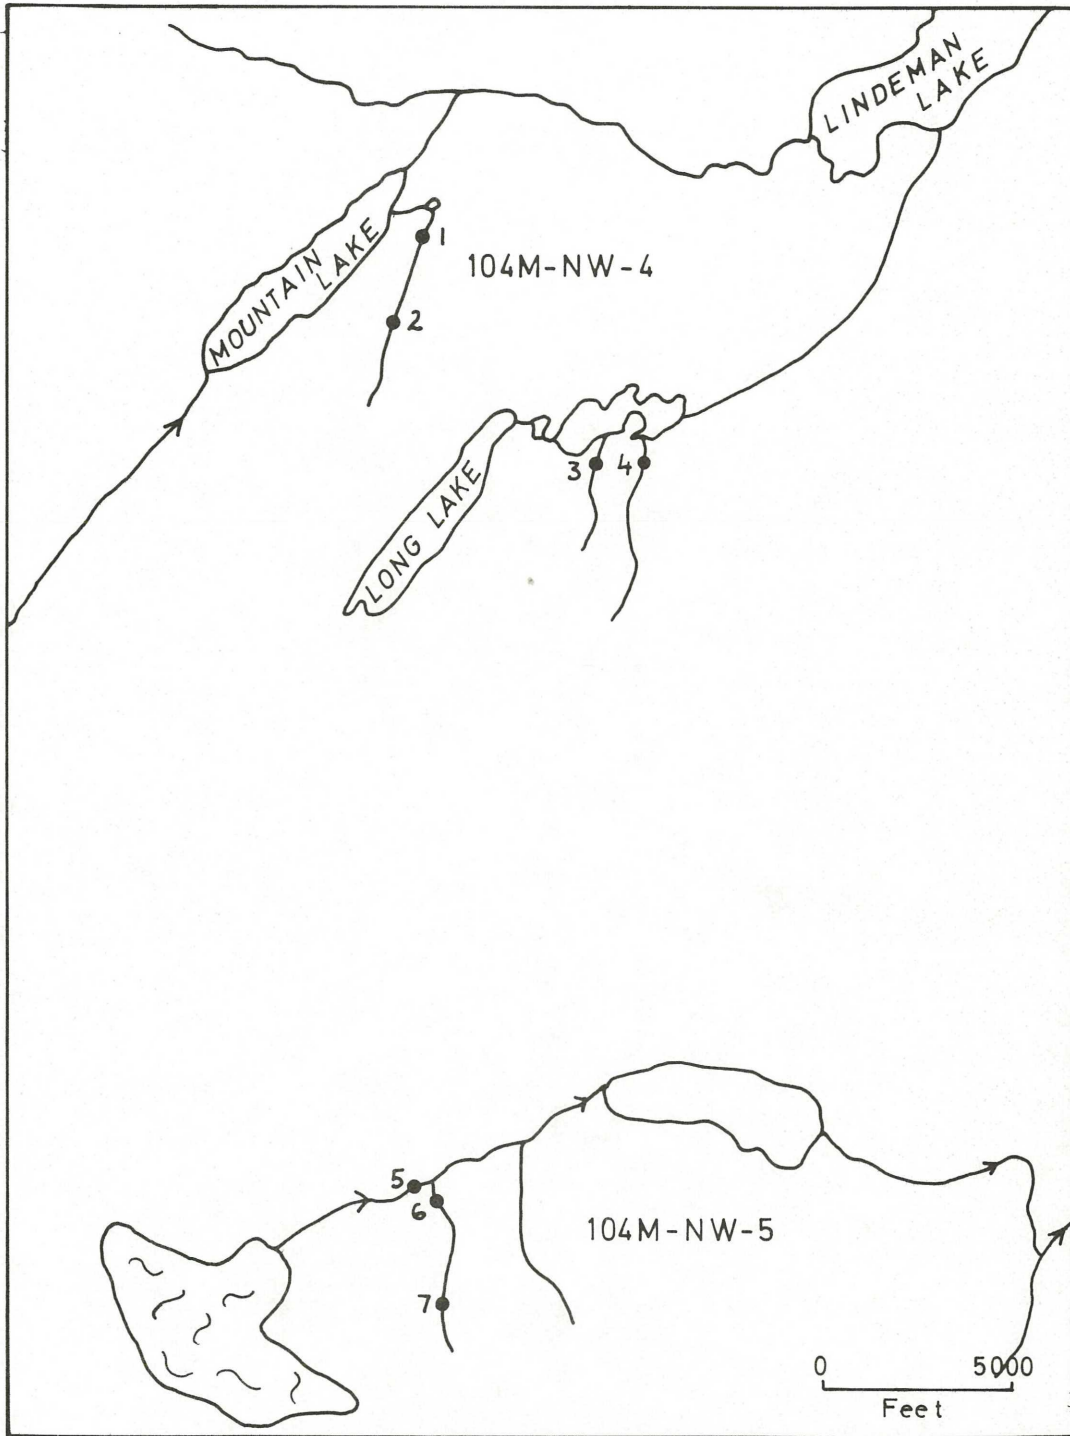 LINDEMAN
LAKE
1
104M-NW-4
MOUNTAIN
LAKE
2
3
4
LONG LAKE
5
6
104M-NW-5
7
0 5000
Feet